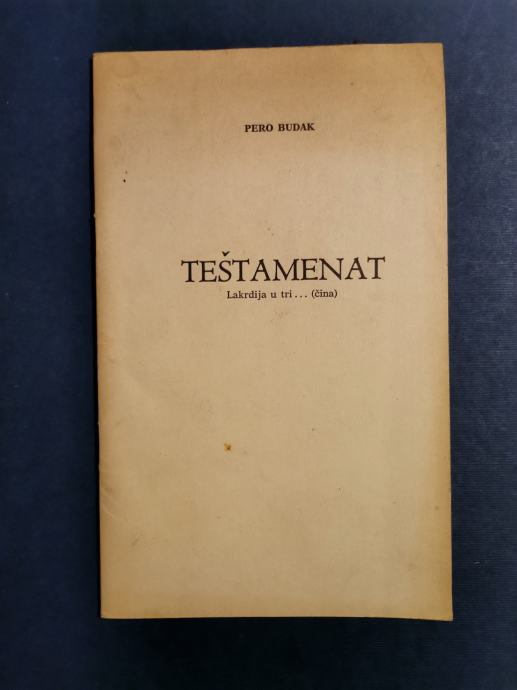 PERO BUDAK
TEŠTAMENAT
Lakrdija u tri... (čina)